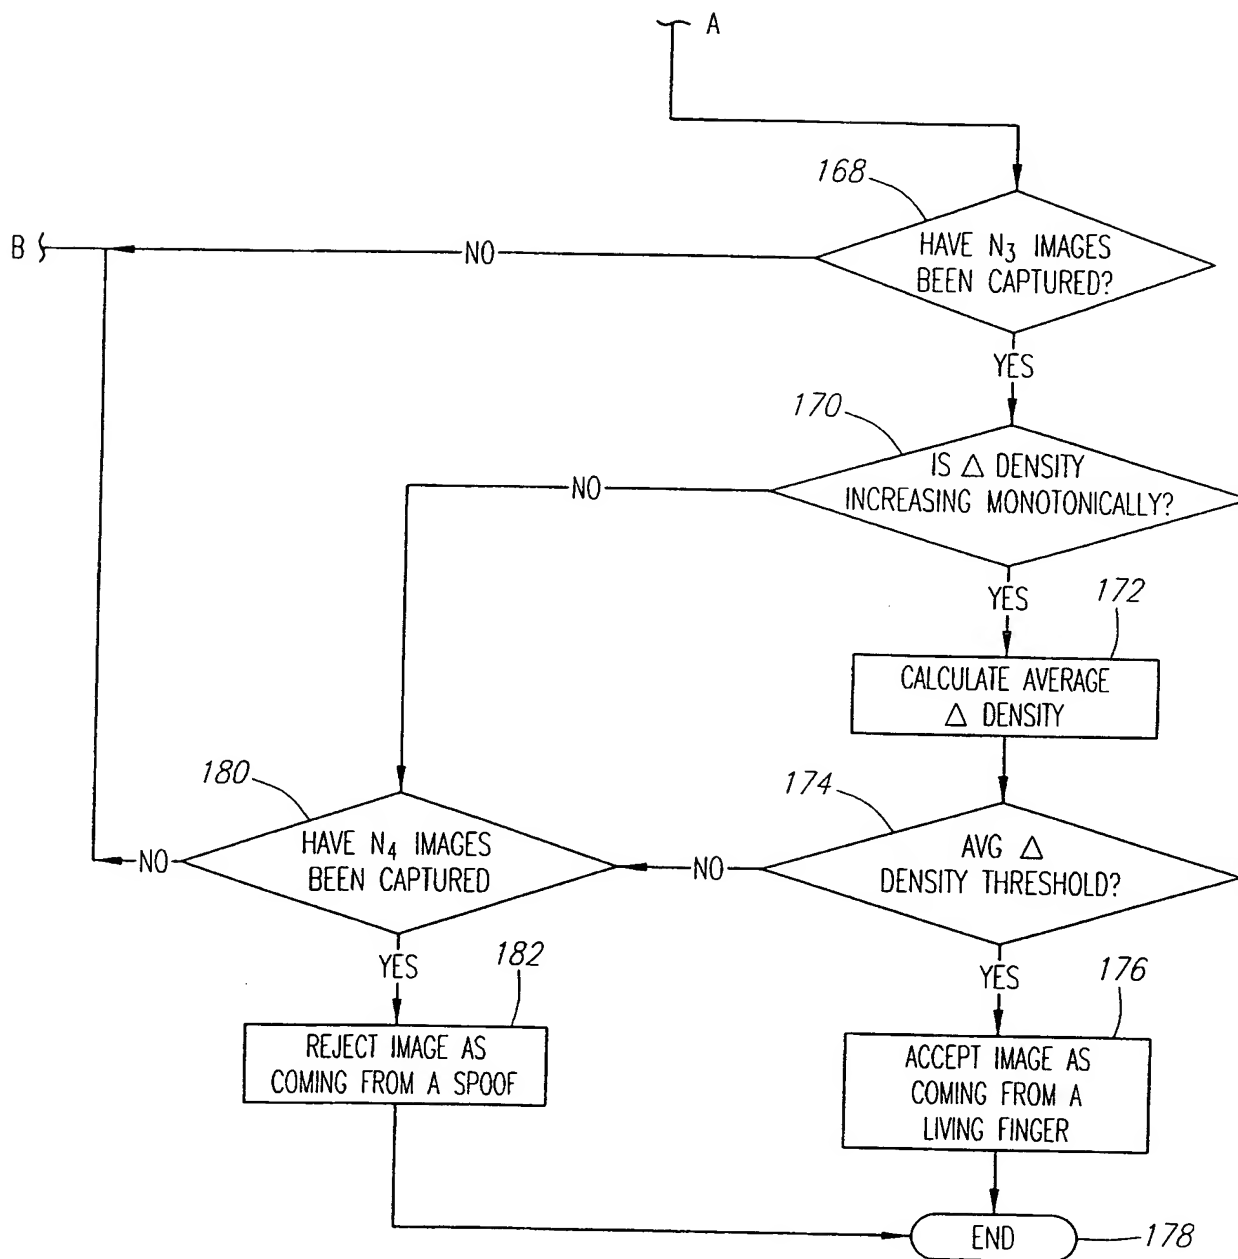 A
168
B
NO
HAVE N3 IMAGES
BEEN CAPTURED?
YES
170
IS △ DENSITY
INCREASING MONOTONICALLY?
NO
YES
172
CALCULATE AVERAGE
△ DENSITY
180
174
HAVE N4 IMAGES
BEEN CAPTURED
NO
NO
AVG △
DENSITY THRESHOLD?
YES
182
YES
176
REJECT IMAGE AS
COMING FROM A SPOOF
ACCEPT IMAGE AS
COMING FROM A
LIVING FINGER
END
178